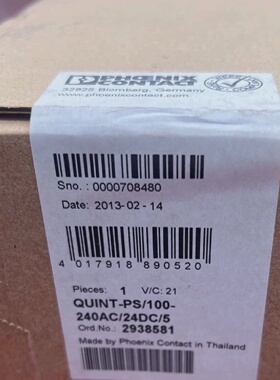 PHOENIX
CONTACT
32825 Blomberg, Germany
www.phoenixcontact.com
Sno.: 0000708480
Date: 2013-02-14
4 017918 890520
Pieces: 1 V/C: 21
QUINT-PS/100-
240AC/24DC/5
Ord.No.: 2938581
Made by Phoenix Contact in Thailand